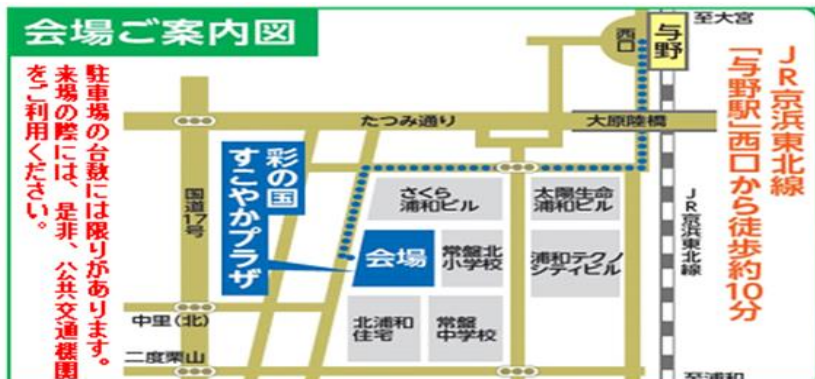 会場ご案内図
駐車場の台数には限りがあります。
来場の際には、是非、公共交通機関
をご利用ください。
至大宮
与野
西口
JR京浜東北線
「与野駅」西口から徒歩約10分
たつみ通り
大原陸橋
国道17号
彩の国
すこやかプラザ
さくら
浦和ビル
太陽生命
浦和ビル
会場
常盤北
小学校
浦和テクノ
シティビル
JR京浜東北線
中里(北)
北浦和
住宅
常盤
中学校
二度栗山
至浦和